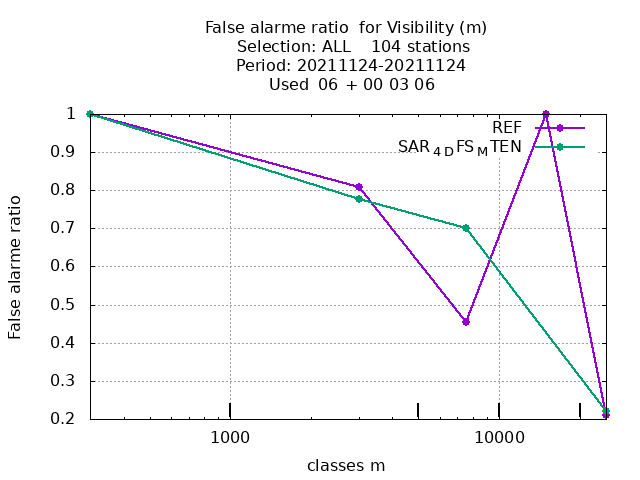 False alarme ratio  for Visibility (m)
Selection: ALL    104 stations
Period: 20211124-20211124
Used  06 + 00 03 06
REF
SAR4DFSMTEN
False alarme ratio
1
0.9
0.8
0.7
0.6
0.5
0.4
0.3
0.2
1000 10000
classes m